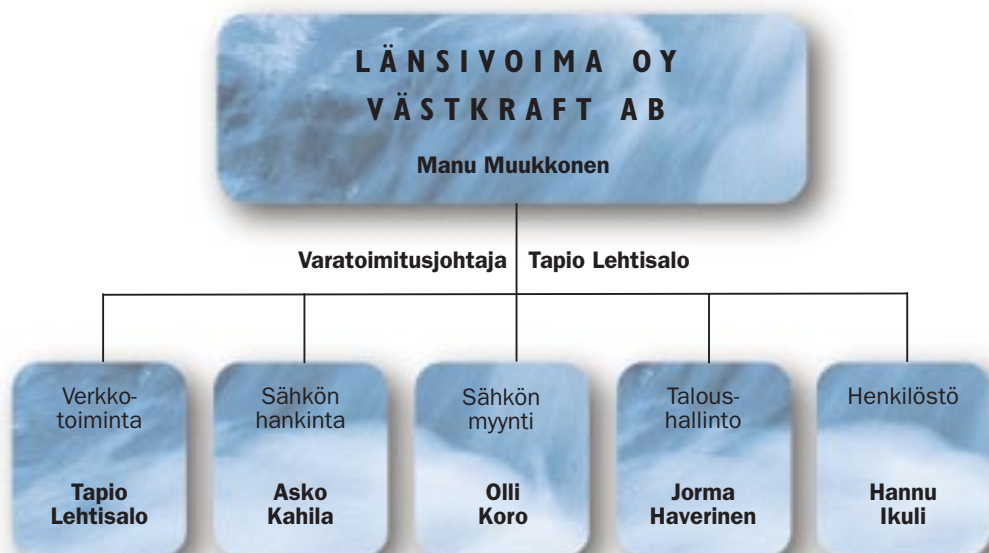 LÄNSIVOIMA OY
VÄSTKRAFT AB
Manu Muukkonen
Varatoimitusjohtaja Tapio Lehtisalo
Verkko-
toiminta
Tapio
Lehtisalo
Sähkön
hankinta
Asko
Kahila
Sähkön
myynti
Olli
Koro
Talous-
hallinto
Jorma
Haverinen
Henkilöstö
Hannu
Ikuli